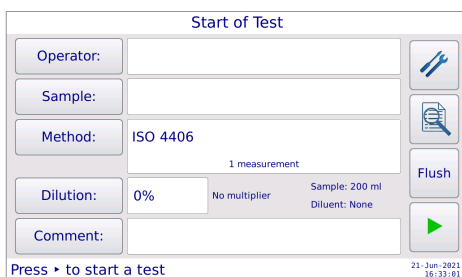 Start of Test
Operator:
Sample:
Method:
ISO 4406
1 measurement
Flush
Dilution:
0%
No multiplier
Sample: 200 ml
Diluent: None
Comment:
Press ▸ to start a test
21-Jun-2021
16:33:01